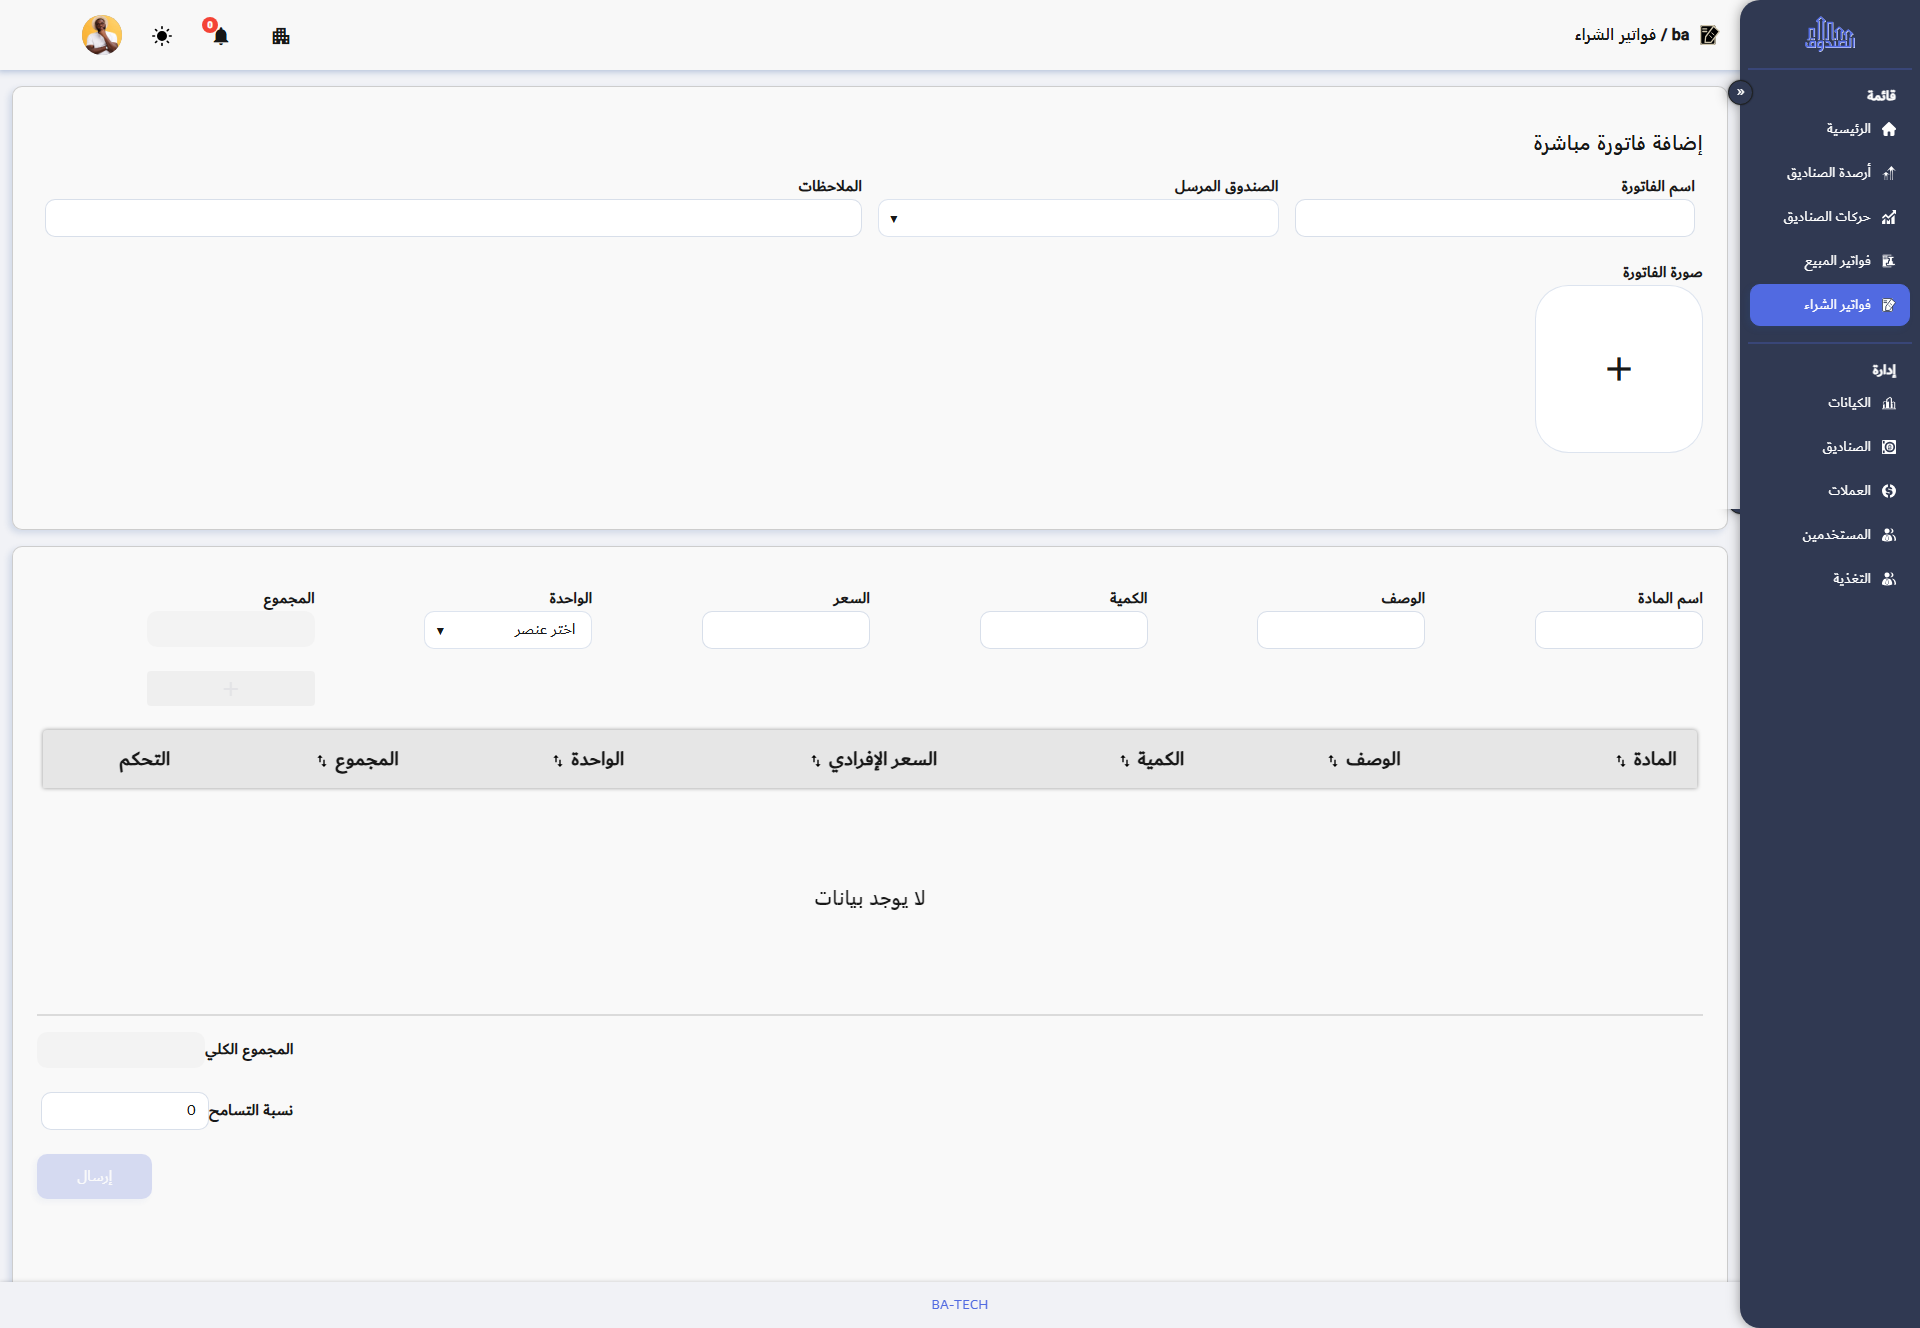 ba / فواتير الشراء
0
الصندوق
»
قائمة
الرئيسية
أرصدة الصناديق
حركات الصناديق
فواتير المبيع
فواتير الشراء
إدارة
الكيانات
الصناديق
العملات
المستخدمين
التغذية
إضافة فاتورة مباشرة
اسم الفاتورة
الصندوق المرسل
الملاحظات
صورة الفاتورة
+
اسم المادة
الوصف
الكمية
السعر
الواحدة
المجموع
اختر عنصر
+
المادة
الوصف
الكمية
السعر الإفرادي
الواحدة
المجموع
التحكم
لا يوجد بيانات
المجموع الكلي
نسبة التسامح
0
إرسال
BA-TECH